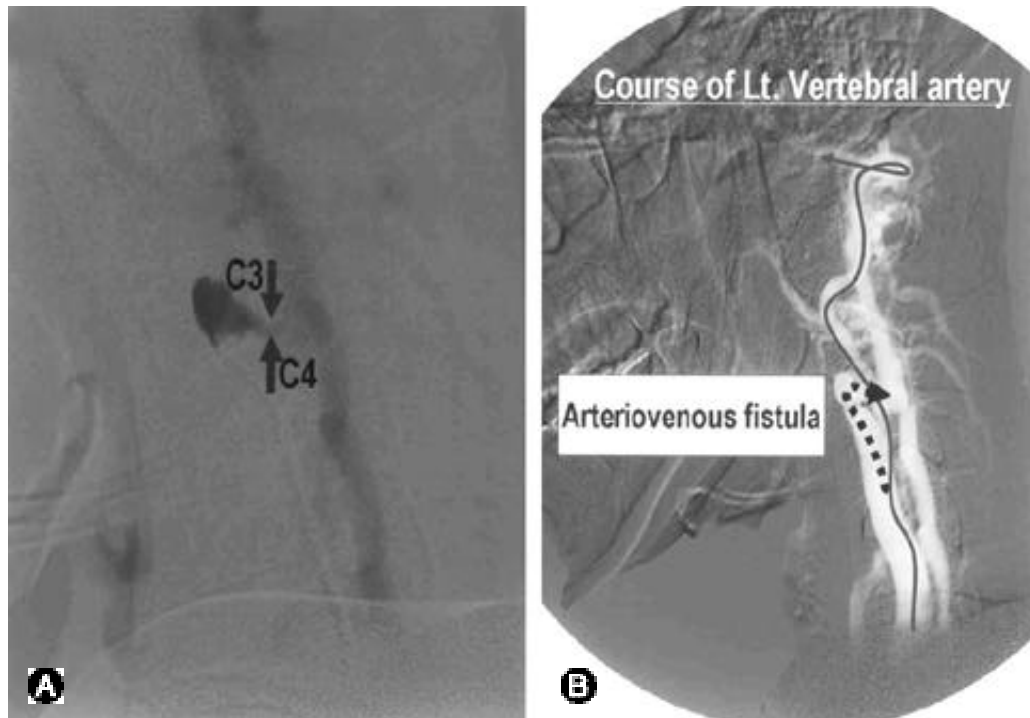 C3
C4
A
Course of Lt. Vertebral artery
Arteriovenous fistula
B